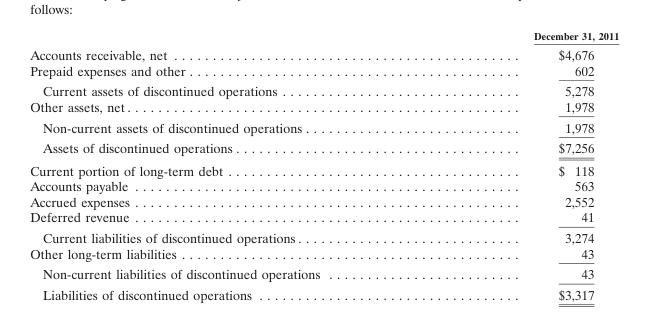 follows:
December 31, 2011
Accounts receivable, net . . . . . . . . . . . . . . . . . . . . . . . . . . . . . . . . . . . . . . . . . . . . . . . . . $4,676
Prepaid expenses and other . . . . . . . . . . . . . . . . . . . . . . . . . . . . . . . . . . . . . . . . . . . . . . . 602
Current assets of discontinued operations . . . . . . . . . . . . . . . . . . . . . . . . . . . . . . . . . . 5,278
Other assets, net . . . . . . . . . . . . . . . . . . . . . . . . . . . . . . . . . . . . . . . . . . . . . . . . . . . . . . . . 1,978
Non-current assets of discontinued operations . . . . . . . . . . . . . . . . . . . . . . . . . . . . . . . 1,978
Assets of discontinued operations . . . . . . . . . . . . . . . . . . . . . . . . . . . . . . . . . . . . . . . . . $7,256
Current portion of long-term debt . . . . . . . . . . . . . . . . . . . . . . . . . . . . . . . . . . . . . . . . . . $ 118
Accounts payable . . . . . . . . . . . . . . . . . . . . . . . . . . . . . . . . . . . . . . . . . . . . . . . . . . . . . . . 563
Accrued expenses . . . . . . . . . . . . . . . . . . . . . . . . . . . . . . . . . . . . . . . . . . . . . . . . . . . . . . . 2,552
Deferred revenue . . . . . . . . . . . . . . . . . . . . . . . . . . . . . . . . . . . . . . . . . . . . . . . . . . . . . . . 41
Current liabilities of discontinued operations . . . . . . . . . . . . . . . . . . . . . . . . . . . . . . . . 3,274
Other long-term liabilities . . . . . . . . . . . . . . . . . . . . . . . . . . . . . . . . . . . . . . . . . . . . . . . . 43
Non-current liabilities of discontinued operations . . . . . . . . . . . . . . . . . . . . . . . . . . . 43
Liabilities of discontinued operations . . . . . . . . . . . . . . . . . . . . . . . . . . . . . . . . . . . . . $3,317